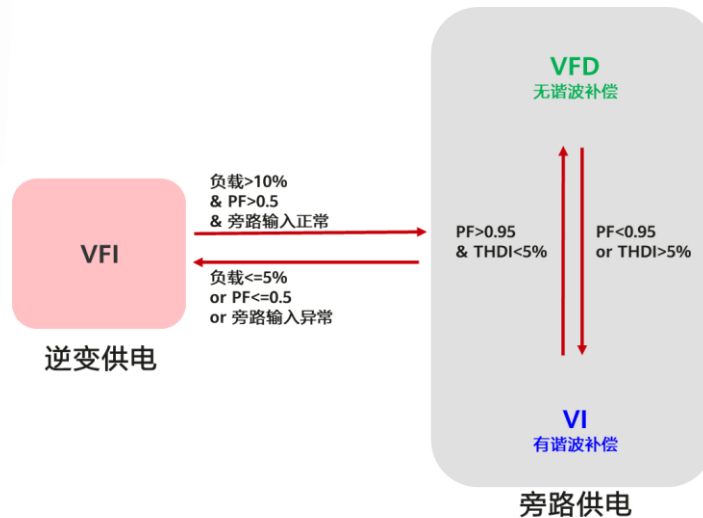 VFD
无谐波补偿
负载>10%
& PF>0.5
& 旁路输入正常
VFI
负载<=5%
or PF<=0.5
or 旁路输入异常
逆变供电
PF>0.95
& THDI<5%
PF<0.95
or THDI>5%
VI
有谐波补偿
旁路供电